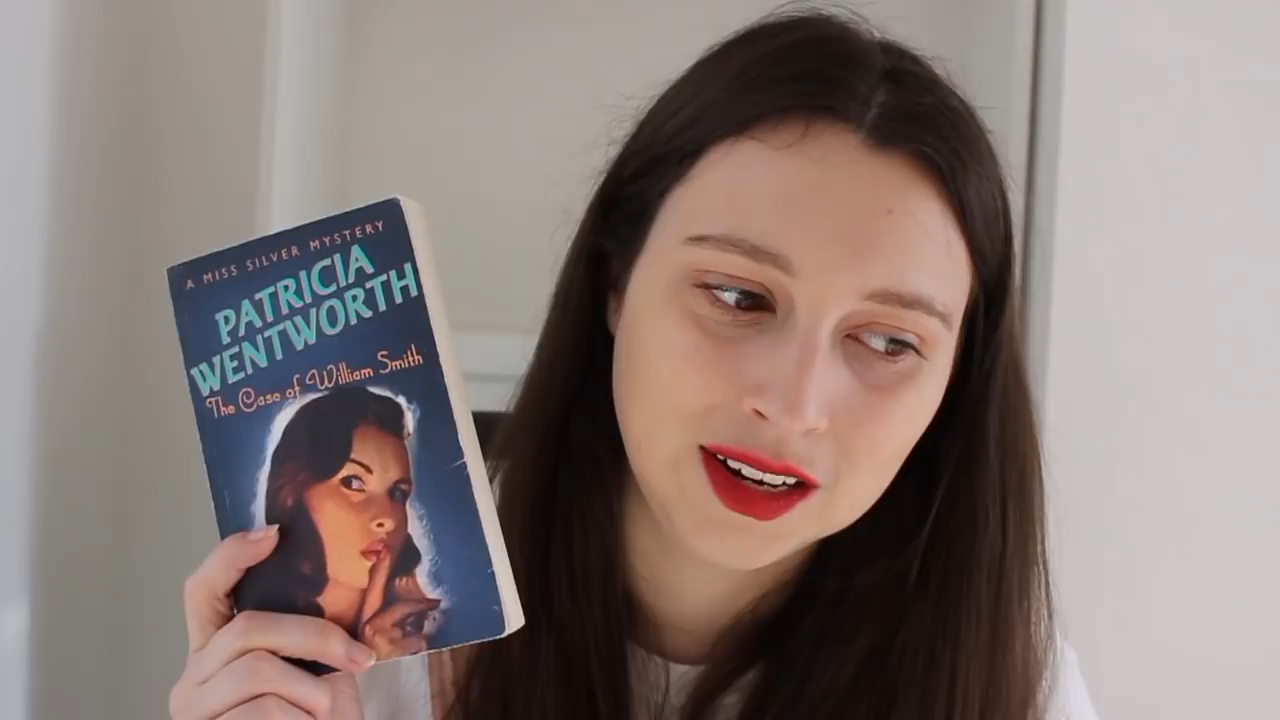 A MISS SILVER MYSTERY
PATRICIA
WENTWORTH
The Case of William Smith